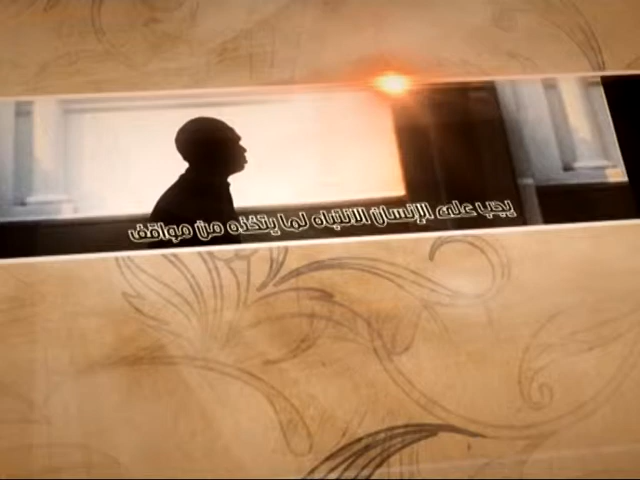 يجب على الإنسان الانتباه لما يتخذه من مواقف